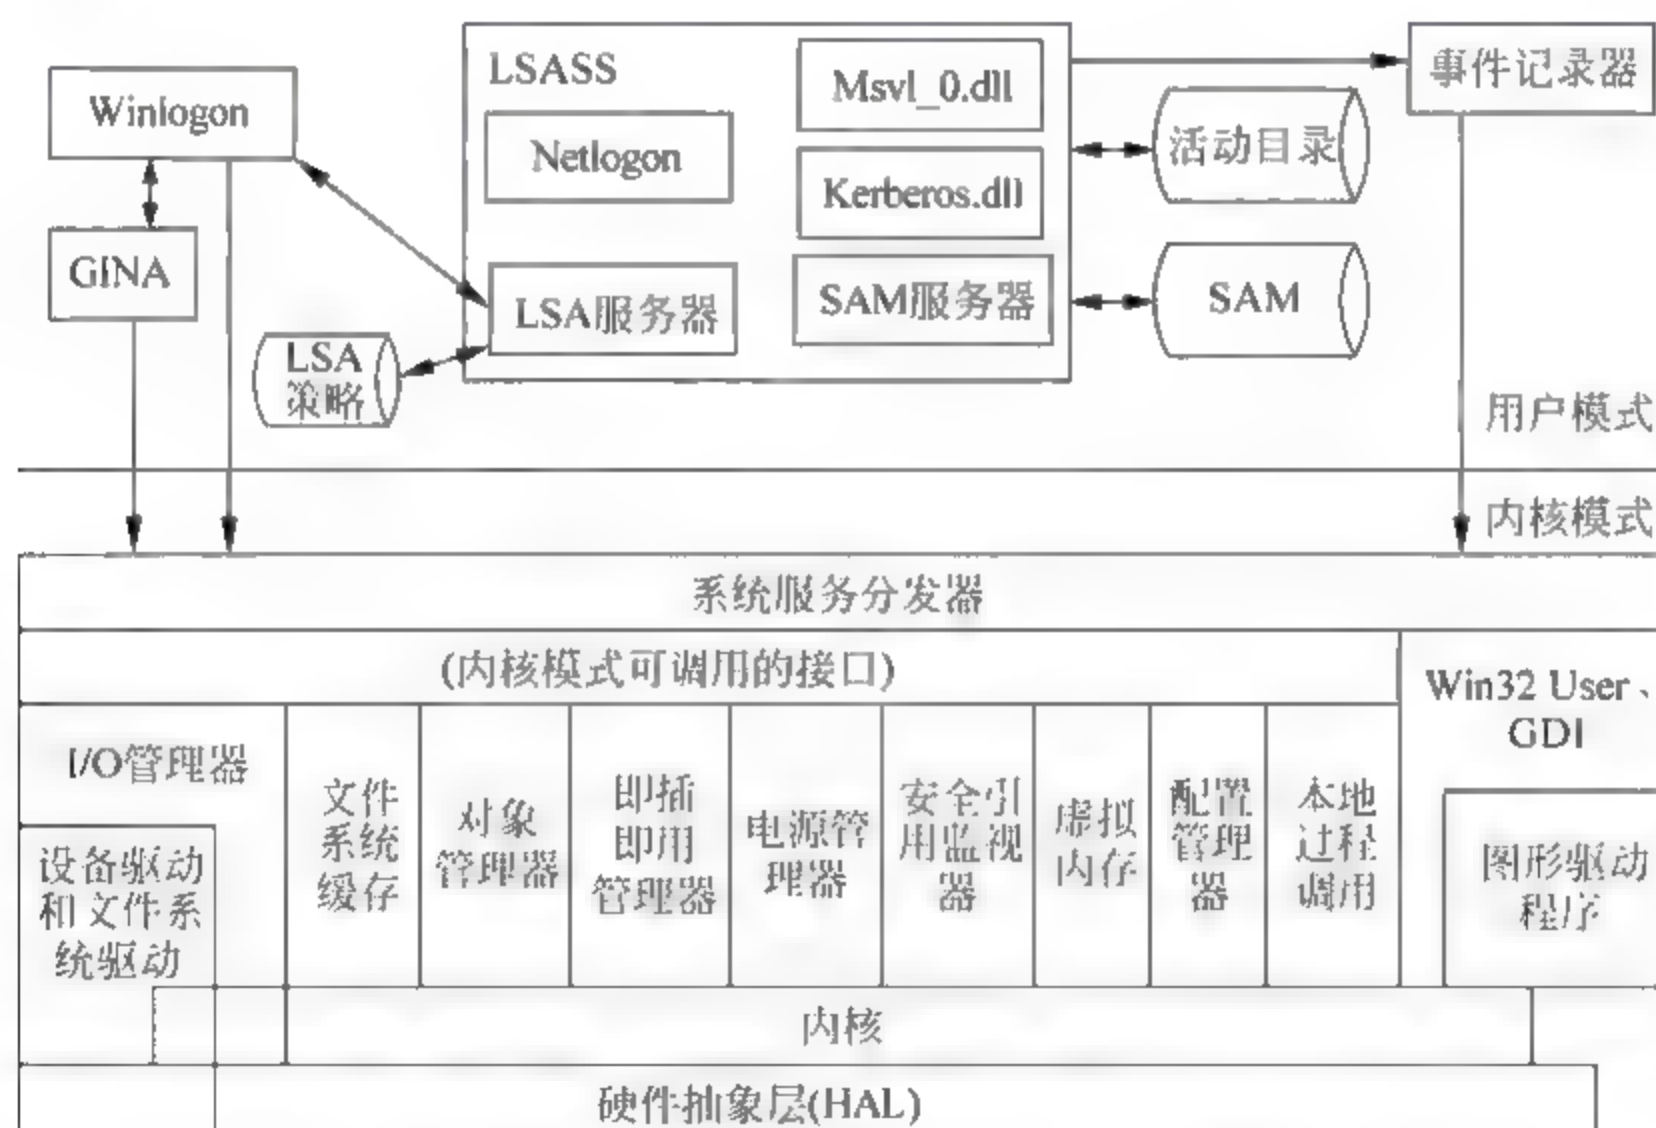 LSASS
Msvl_0.dll
事件记录器
Winlogon
Netlogon
活动目录
Kerberos.dll
GINA
LSA服务器
SAM服务器
SAM
LSA
策略
用户模式
内核模式
系统服务分发器
(内核模式可调用的接口)
Win32 User、
GDI
I/O管理器
设备驱动
和文件系
统驱动
文件
系统
缓存
对象
管理器
即插
即用
管理器
电源管
理器
安全引
用监视
器
虚拟
内存
配置
管理
器
本地
过程
调用
图形驱动
程序
内核
硬件抽象层(HAL)